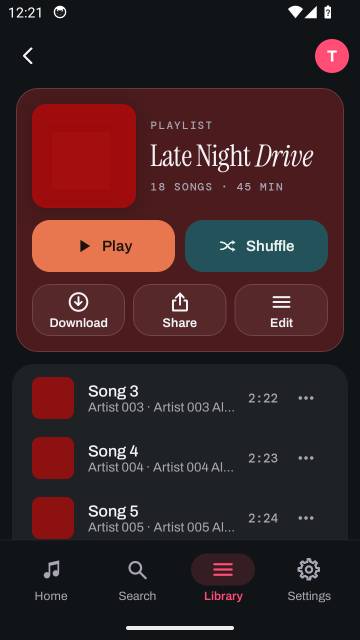 12:21
T
PLAYLIST
Late Night Drive
18 SONGS · 45 MIN
Play
Shuffle
Download
Share
Edit
Song 3
Artist 003 · Artist 003 Al...
2:22
Song 4
Artist 004 · Artist 004 Al...
2:23
Song 5
Artist 005 · Artist 005 Al...
2:24
Home
Search
Library
Settings